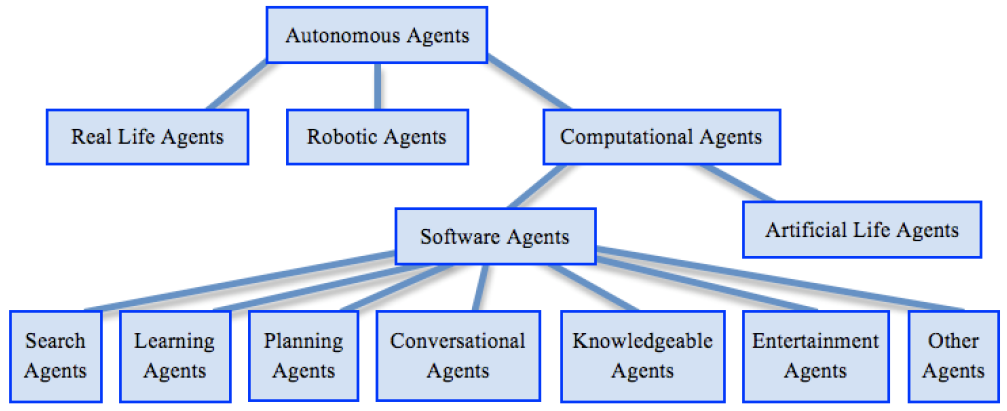 Autonomous Agents
Real Life Agents
Robotic Agents
Computational Agents
Software Agents
Artificial Life Agents
Search
Agents
Learning
Agents
Planning
Agents
Conversational
Agents
Knowledgeable
Agents
Entertainment
Agents
Other
Agents